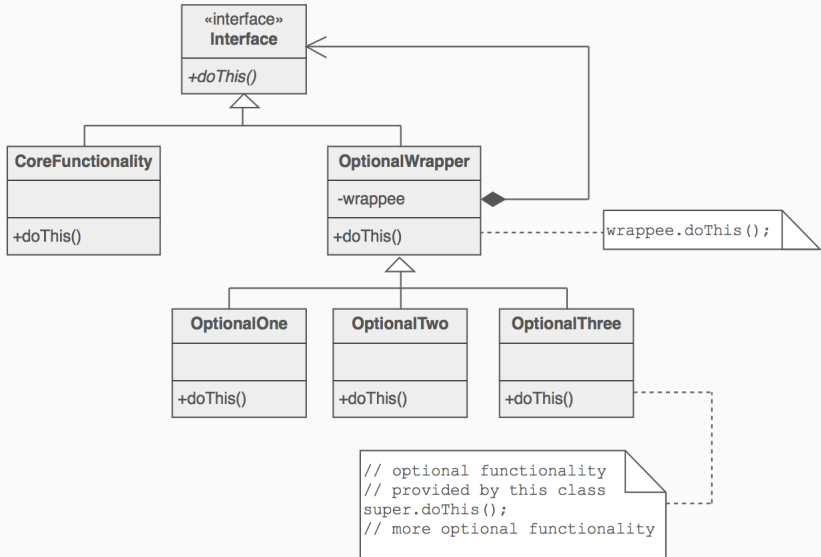 «interface»
Interface
+doThis()
CoreFunctionality
+doThis()
OptionalWrapper
-wrappee
+doThis()
wrappee.doThis();
OptionalOne
+doThis()
OptionalTwo
+doThis()
OptionalThree
+doThis()
// optional functionality
// provided by this class
super.doThis();
// more optional functionality